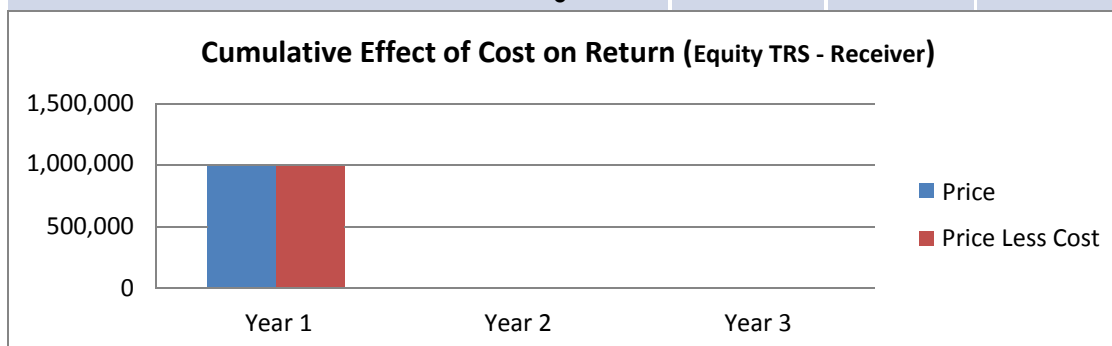 Cumulative Effect of Cost on Return (Equity TRS - Receiver)
1,500,000
1,000,000
500,000
0
Year 1 Year 2 Year 3
Price
Price Less Cost